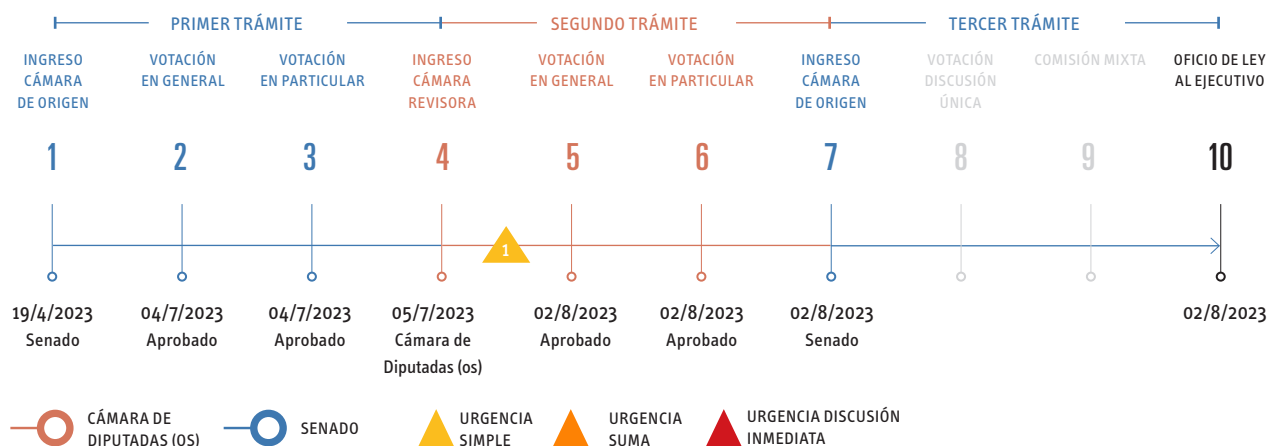 PRIMER TRÁMITE
SEGUNDO TRÁMITE
TERCER TRÁMITE
INGRESO
CÁMARA
DE ORIGEN
VOTACIÓN
EN GENERAL
VOTACIÓN
EN PARTICULAR
INGRESO
CÁMARA
REVISORA
VOTACIÓN
EN GENERAL
VOTACIÓN
EN PARTICULAR
INGRESO
CÁMARA
DE ORIGEN
VOTACIÓN
DISCUSIÓN
ÚNICA
COMISIÓN MIXTA
OFICIO DE LEY
AL EJECUTIVO
1 2 3 4 5 6 7 8 9 10
1
19/4/2023
Senado
04/7/2023
Aprobado
04/7/2023
Aprobado
05/7/2023
Cámara de
Diputadas (os)
02/8/2023
Aprobado
02/8/2023
Aprobado
02/8/2023
Senado
02/8/2023
CÁMARA DE
DIPUTADAS (OS)
SENADO
URGENCIA
SIMPLE
URGENCIA
SUMA
URGENCIA DISCUSIÓN
INMEDIATA